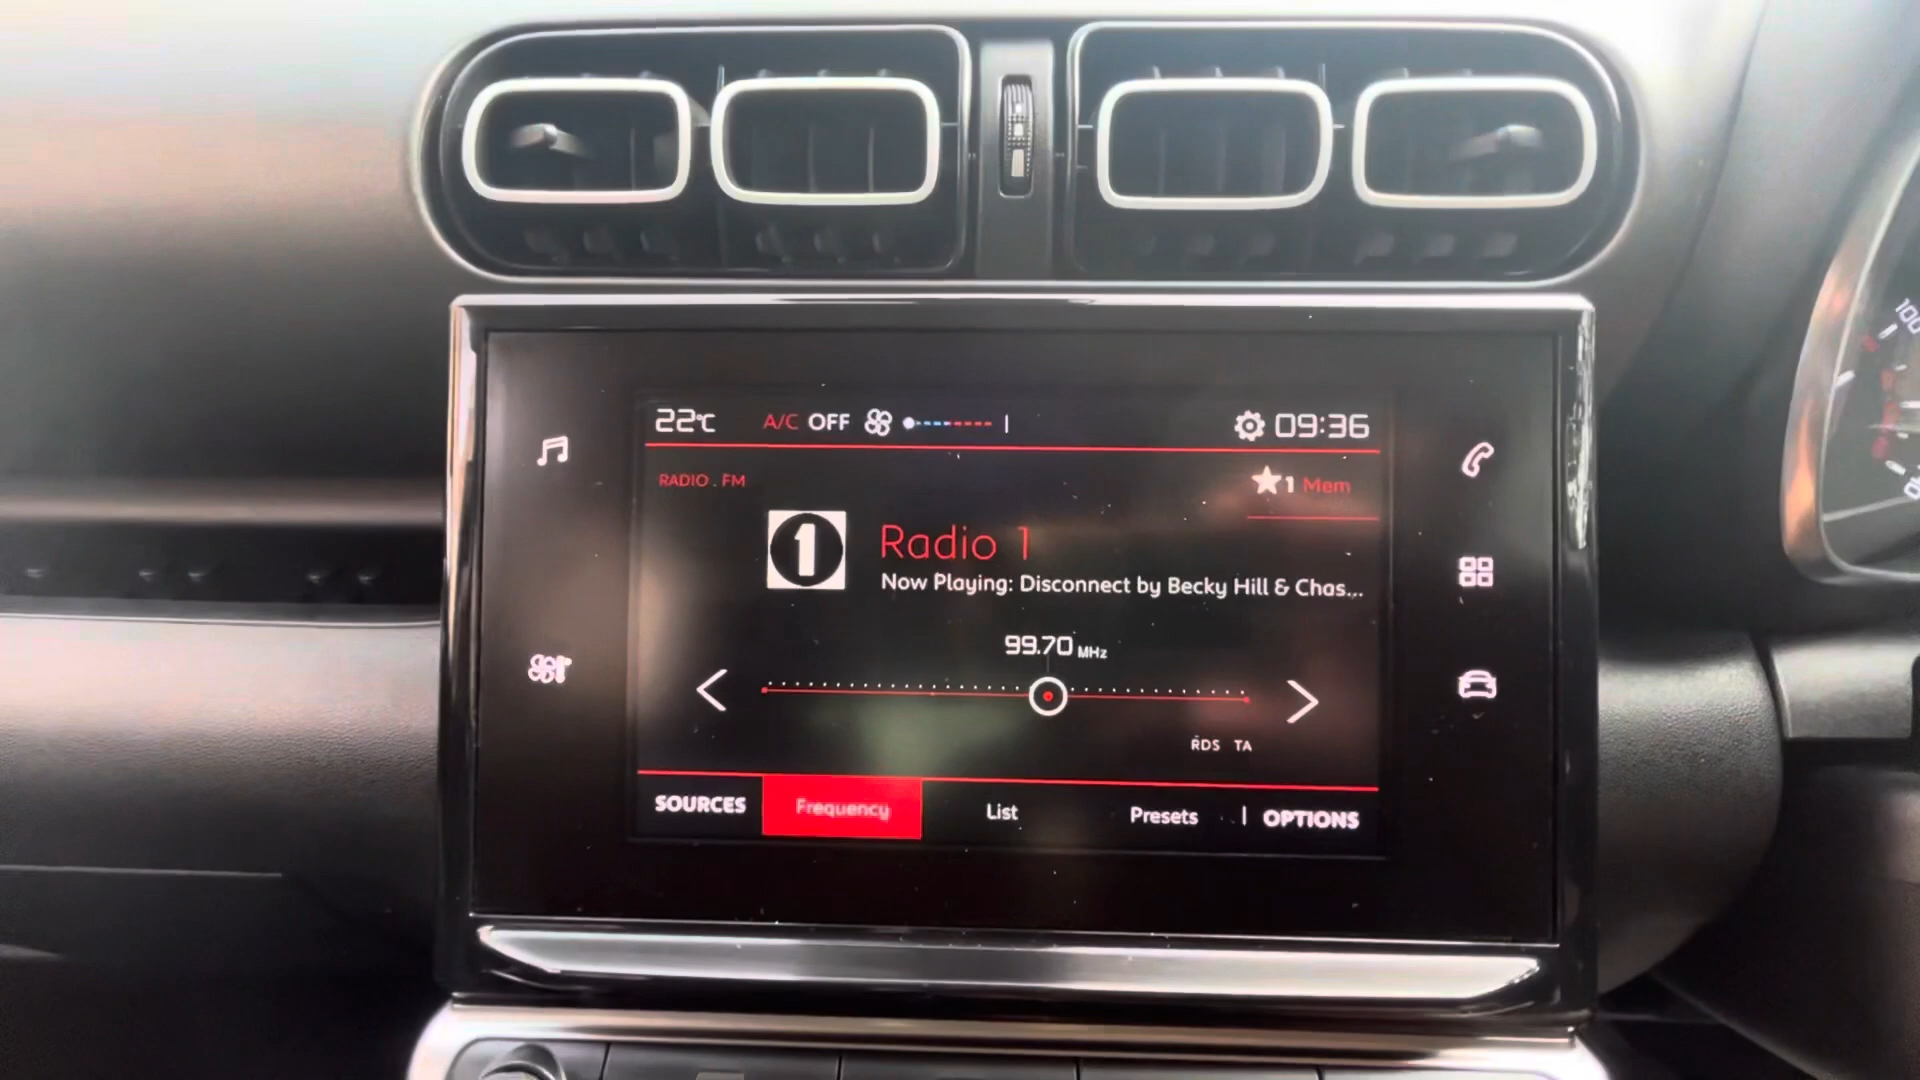 22°C A/C OFF 09:36
RADIO . FM
1 Mem
1
Radio 1
Now Playing: Disconnect by Becky Hill & Chas...
99.70 MHz
RDS TA
SOURCES Frequency List Presets OPTIONS
100